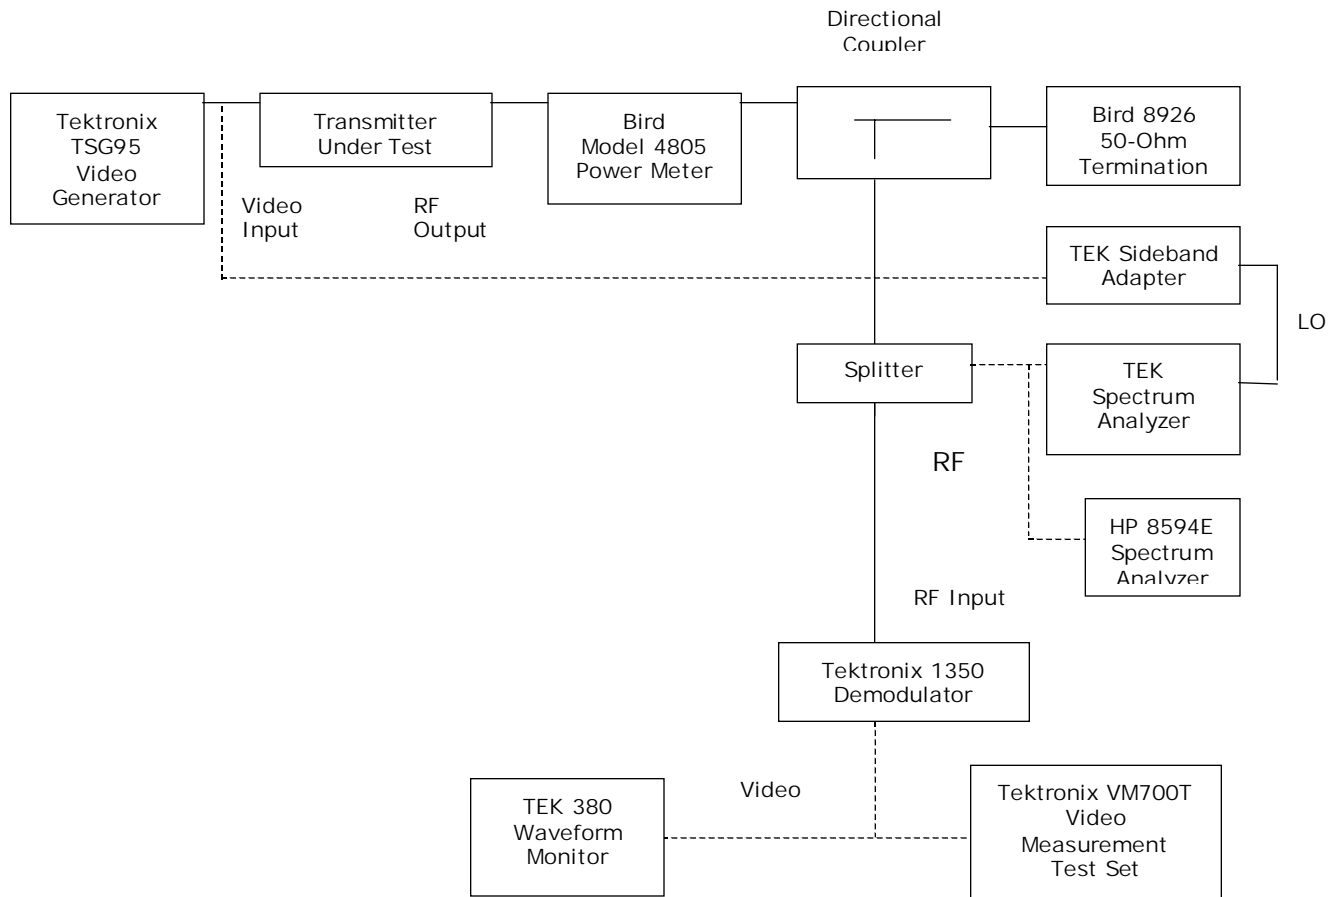 Directional
Coupler
Tektronix
TSG95
Video
Generator
Transmitter
Under Test
Bird
Model 4805
Power Meter
Bird 8926
50-Ohm
Termination
Video
Input
RF
Output
TEK Sideband
Adapter
LO
Splitter
TEK
Spectrum
Analyzer
RF
HP 8594E
Spectrum
Analyzer
RF Input
Tektronix 1350
Demodulator
Video
TEK 380
Waveform
Monitor
Tektronix VM700T
Video
Measurement
Test Set